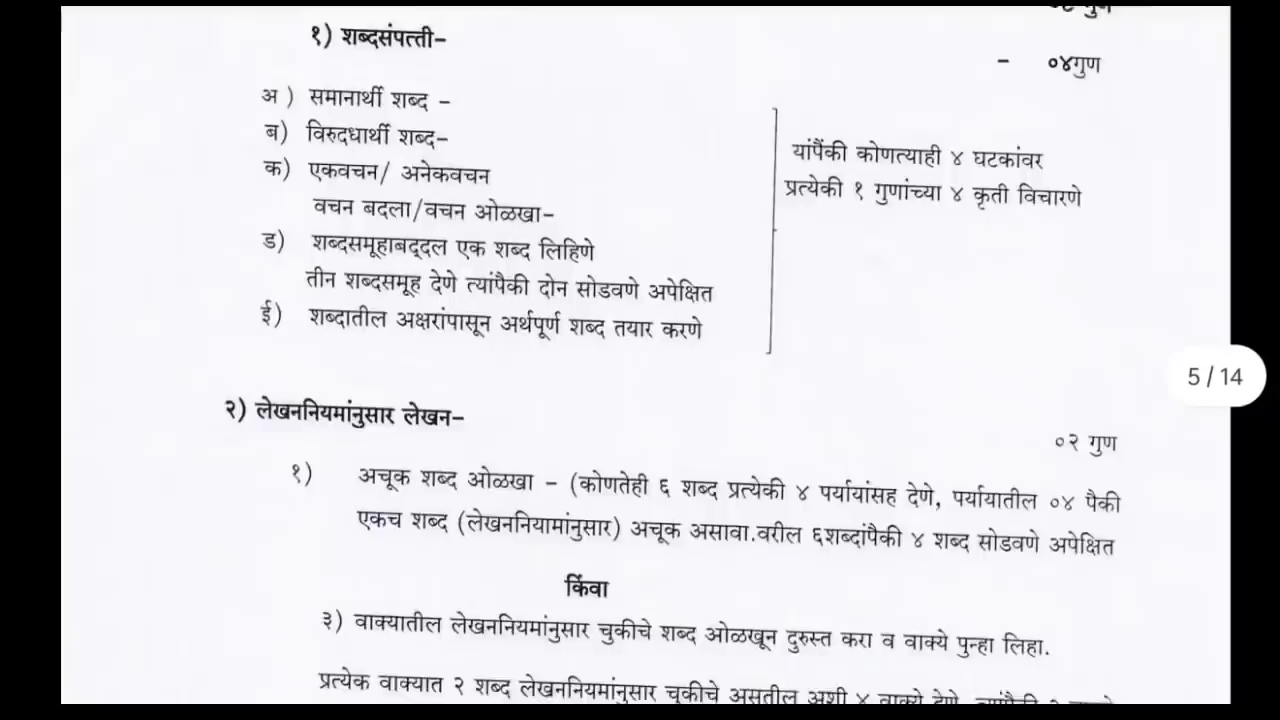 गुण
१) शब्दसंपत्ती-
- ०४गुण
अ ) समानार्थी शब्द -
ब) विरुदधार्थी शब्द-
क) एकवचन/ अनेकवचन
वचन बदला/वचन ओळखा-
ड) शब्दसमूहाबद्‌दल एक शब्द लिहिणे
तीन शब्दसमूह देणे त्यांपैकी दोन सोडवणे अपेक्षित
ई) शब्दातील अक्षरांपासून अर्थपूर्ण शब्द तयार करणे
यांपैंकी कोणत्याही ४ घटकांवर
प्रत्येकी १ गुणांच्या ४ कृती विचारणे
5 / 14
२) लेखननियमांनुसार लेखन-
०२ गुण
१) अचूक शब्द ओळखा - (कोणतेही ६ शब्द प्रत्येकी ४ पर्यायांसह देणे, पर्यायातील ०४ पैकी
एकच शब्द (लेखननियामांनुसार) अचूक असावा.वरील ६शब्दांपैकी ४ शब्द सोडवणे अपेक्षित
किंवा
३) वाक्यातील लेखननियमांनुसार चुकीचे शब्द ओळखून दुरुस्त करा व वाक्ये पुन्हा लिहा.
प्रत्येक वाक्यात २ शब्द लेखननियमांनुसार चुकीचे असतील अशी ४ वाक्ये देणे